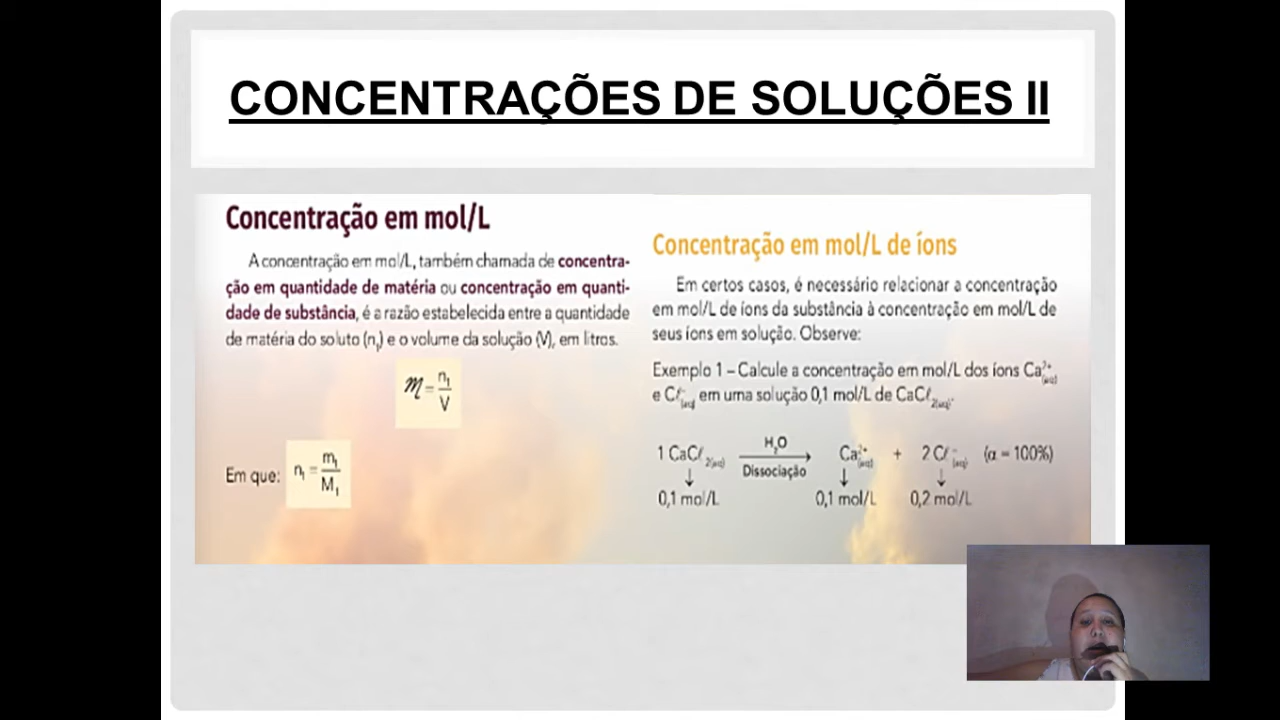 CONCENTRAÇÕES DE SOLUÇÕES II
Concentração em mol/L
A concentração em mol/L, também chamada de concentra-
ção em quantidade de matéria ou concentração em quanti-
dade de substância, é a razão estabelecida entre a quantidade
de matéria do soluto (n₁) e o volume da solução (V), em litros.
ℳ = n₁/V
Em que: n₁ = m₁/M₁
Concentração em mol/L de íons
Em certos casos, é necessário relacionar a concentração
em mol/L de íons da substância à concentração em mol/L de
seus íons em solução. Observe:
Exemplo 1 – Calcule a concentração em mol/L dos íons Ca²⁺(aq)
e Cℓ⁻(aq) em uma solução 0,1 mol/L de CaCℓ₂(aq).
1 CaCℓ₂(aq) H₂O Dissociação → Ca²⁺(aq) + 2 Cℓ⁻(aq) (α = 100%)
↓ ↓ ↓
0,1 mol/L 0,1 mol/L 0,2 mol/L